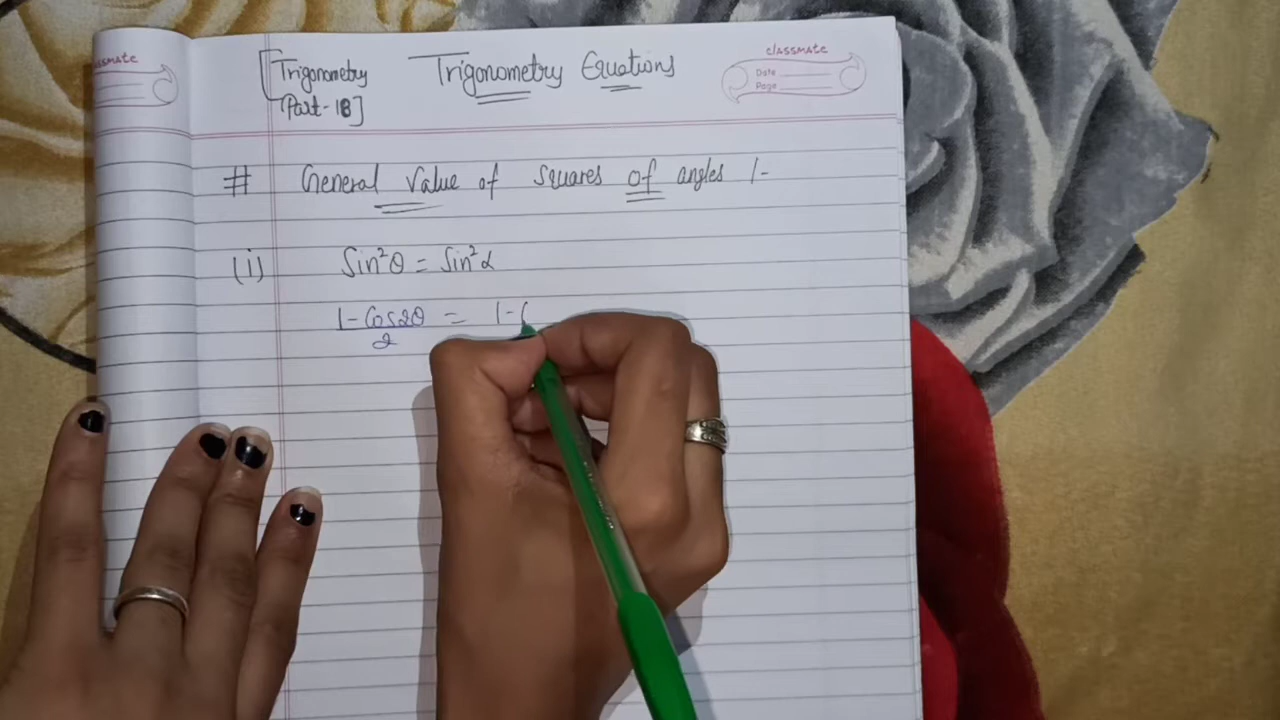 assmate
classmate
Date
Page
[Trigonometry
Part-18]
Trigonometry Equations
# General Value of Squares of angles :-
(i) Sin²θ = Sin²α
1-Cos2θ/2 = 1-C